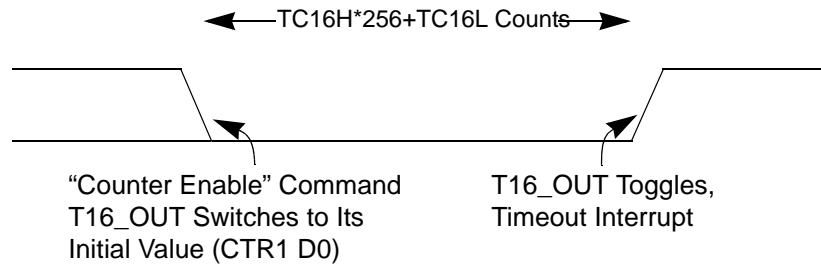 TC16H*256+TC16L Counts
“Counter Enable” Command
T16_OUT Switches to Its
Initial Value (CTR1 D0)
T16_OUT Toggles,
Timeout Interrupt